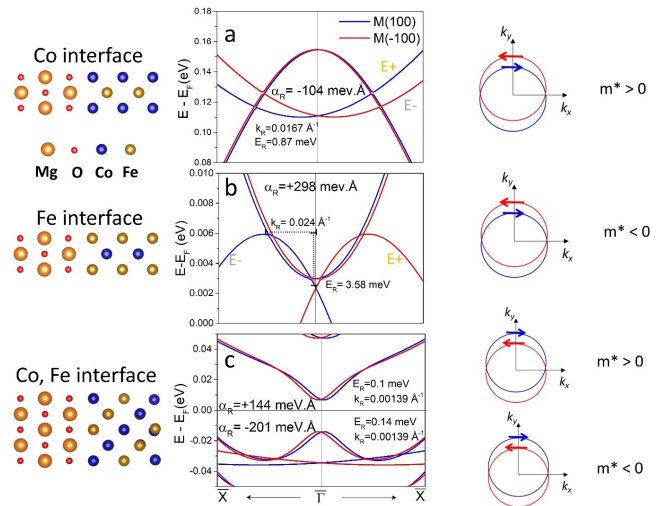 Co interface
Mg O Co Fe
Fe interface
Co, Fe interface
a
M(100)
M(-100)
E+
E-
α_R= -104 mev.Å
k_R=0.0167 Å⁻¹
E_R=0.87 meV
E - E_F(eV)
0.18
0.16
0.14
0.12
0.10
0.08
b
α_R=+298 mev.Å
k_R= 0.024 Å⁻¹
E-
E+
E_R= 3.58 meV
E-E_F (eV)
0.010
0.008
0.006
0.004
0.002
0.000
c
E_R=0.1 meV
k_R=0.00139 Å⁻¹
α_R=+144 meV.Å
α_R= -201 meV.Å
E_R=0.14 meV
k_R=0.00139 Å⁻¹
E - E_F(eV)
0.04
0.02
0.00
-0.02
-0.04
X̅ Γ̅ X̅
k_y
k_x
m* > 0
k_y
k_x
m* < 0
k_y
k_x
m* > 0
k_y
k_x
m* < 0